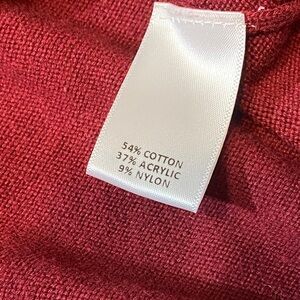 54% COTTON
37% ACRYLIC
9% NYLON